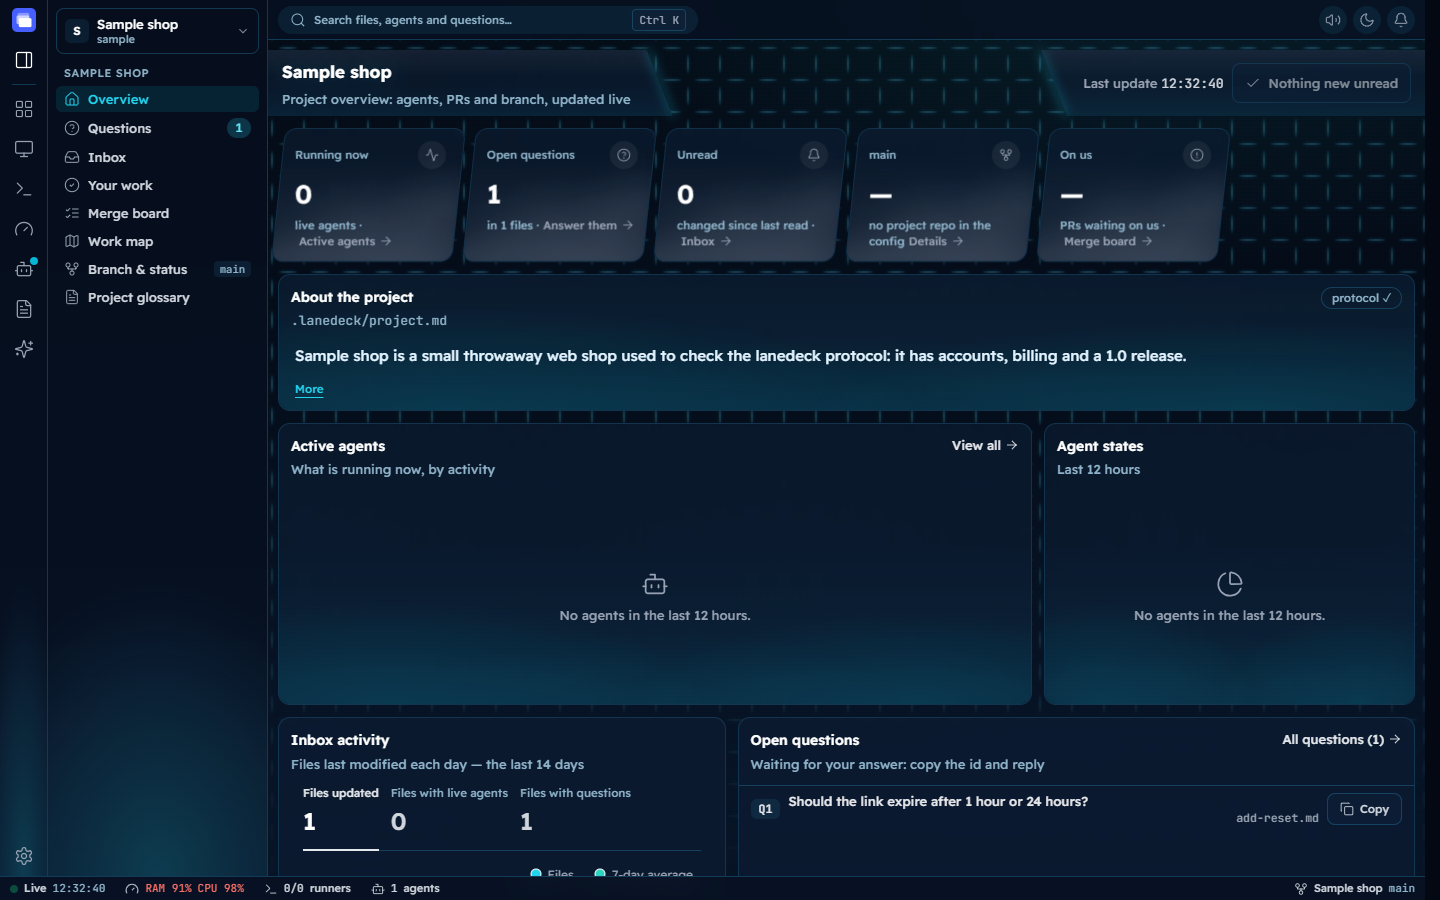 S
Sample shop
sample
Search files, agents and questions...
Ctrl K
SAMPLE SHOP
Overview
Questions
1
Inbox
Your work
Merge board
Work map
Branch & status
main
Project glossary
Sample shop
Project overview: agents, PRs and branch, updated live
Last update 12:32:40
Nothing new unread
Running now
0
live agents ·
Active agents →
Open questions
1
in 1 files · Answer them →
Unread
0
changed since last read ·
Inbox →
main
—
no project repo in the
config Details →
On us
—
PRs waiting on us ·
Merge board →
About the project
protocol ✓
.lanedeck/project.md
Sample shop is a small throwaway web shop used to check the lanedeck protocol: it has accounts, billing and a 1.0 release.
More
Active agents
View all →
What is running now, by activity
No agents in the last 12 hours.
Agent states
Last 12 hours
No agents in the last 12 hours.
Inbox activity
Files last modified each day — the last 14 days
Files updated
1
Files with live agents
0
Files with questions
1
Files
7-day average
Open questions
All questions (1) →
Waiting for your answer: copy the id and reply
Q1
Should the link expire after 1 hour or 24 hours?
add-reset.md
Copy
Live 12:32:40
RAM 91% CPU 98%
0/0 runners
1 agents
Sample shop main